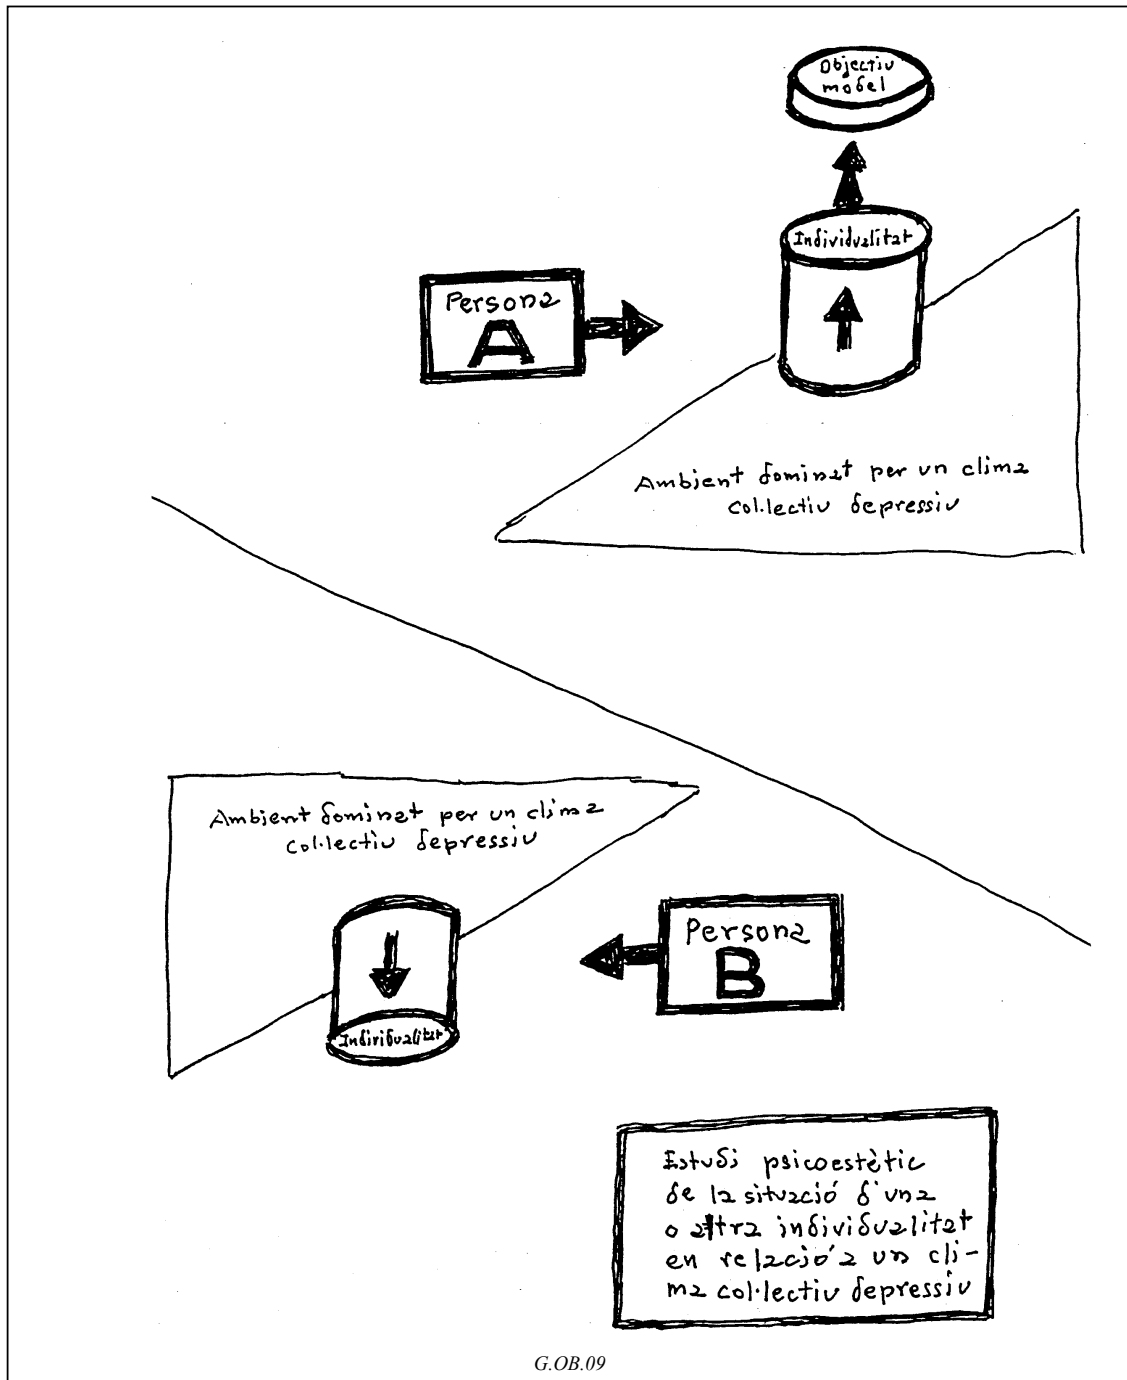 Objectiu
model
Individualitat
Persona
A
Ambient dominat per un clima
col·lectiu depressiu
Ambient dominat per un clima
col·lectiu depressiu
Individualitat
Persona
B
Estudi psicoestètic
de la situació d'una
o altra individualitat
en relació a un cli-
ma col·lectiu depressiu
G.OB.09